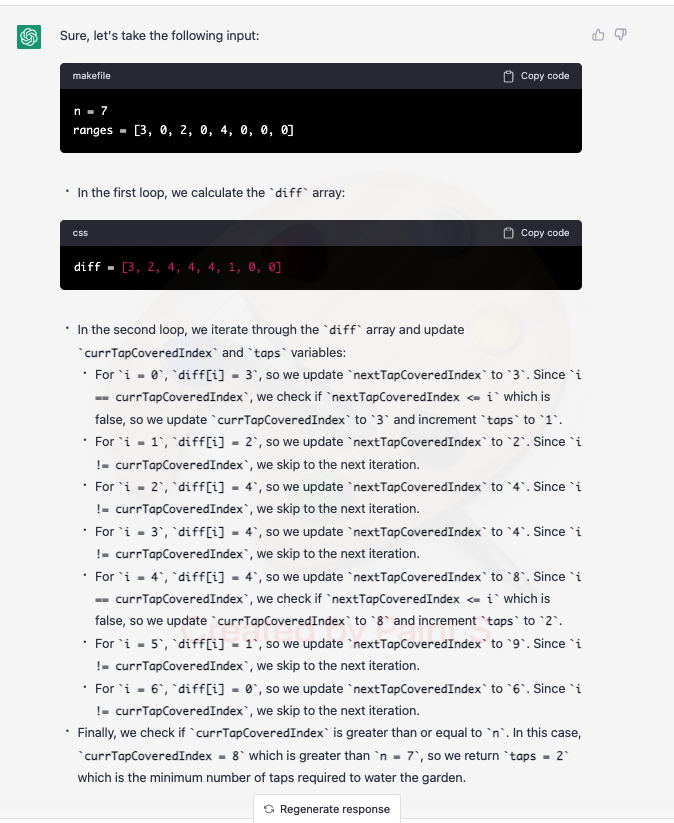 Sure, let's take the following input:
makefile
Copy code
n = 7
ranges = [3, 0, 2, 0, 4, 0, 0, 0]
• In the first loop, we calculate the `diff` array:
css
Copy code
diff = [3, 2, 4, 4, 4, 1, 0, 0]
• In the second loop, we iterate through the `diff` array and update
`currTapCoveredIndex` and `taps` variables:
• For `i = 0`, `diff[i] = 3`, so we update `nextTapCoveredIndex` to `3`. Since `i
== currTapCoveredIndex`, we check if `nextTapCoveredIndex <= i` which is
false, so we update `currTapCoveredIndex` to `3` and increment `taps` to `1`.
• For `i = 1`, `diff[i] = 2`, so we update `nextTapCoveredIndex` to `2`. Since `i
!= currTapCoveredIndex`, we skip to the next iteration.
• For `i = 2`, `diff[i] = 4`, so we update `nextTapCoveredIndex` to `4`. Since `i
!= currTapCoveredIndex`, we skip to the next iteration.
• For `i = 3`, `diff[i] = 4`, so we update `nextTapCoveredIndex` to `4`. Since `i
!= currTapCoveredIndex`, we skip to the next iteration.
• For `i = 4`, `diff[i] = 4`, so we update `nextTapCoveredIndex` to `8`. Since `i
== currTapCoveredIndex`, we check if `nextTapCoveredIndex <= i` which is
false, so we update `currTapCoveredIndex` to `8` and increment `taps` to `2`.
Created by Paint S
• For `i = 5`, `diff[i] = 1`, so we update `nextTapCoveredIndex` to `9`. Since `i
!= currTapCoveredIndex`, we skip to the next iteration.
• For `i = 6`, `diff[i] = 0`, so we update `nextTapCoveredIndex` to `6`. Since `i
!= currTapCoveredIndex`, we skip to the next iteration.
• Finally, we check if `currTapCoveredIndex` is greater than or equal to `n`. In this case,
`currTapCoveredIndex = 8` which is greater than `n = 7`, so we return `taps = 2`
which is the minimum number of taps required to water the garden.
Regenerate response